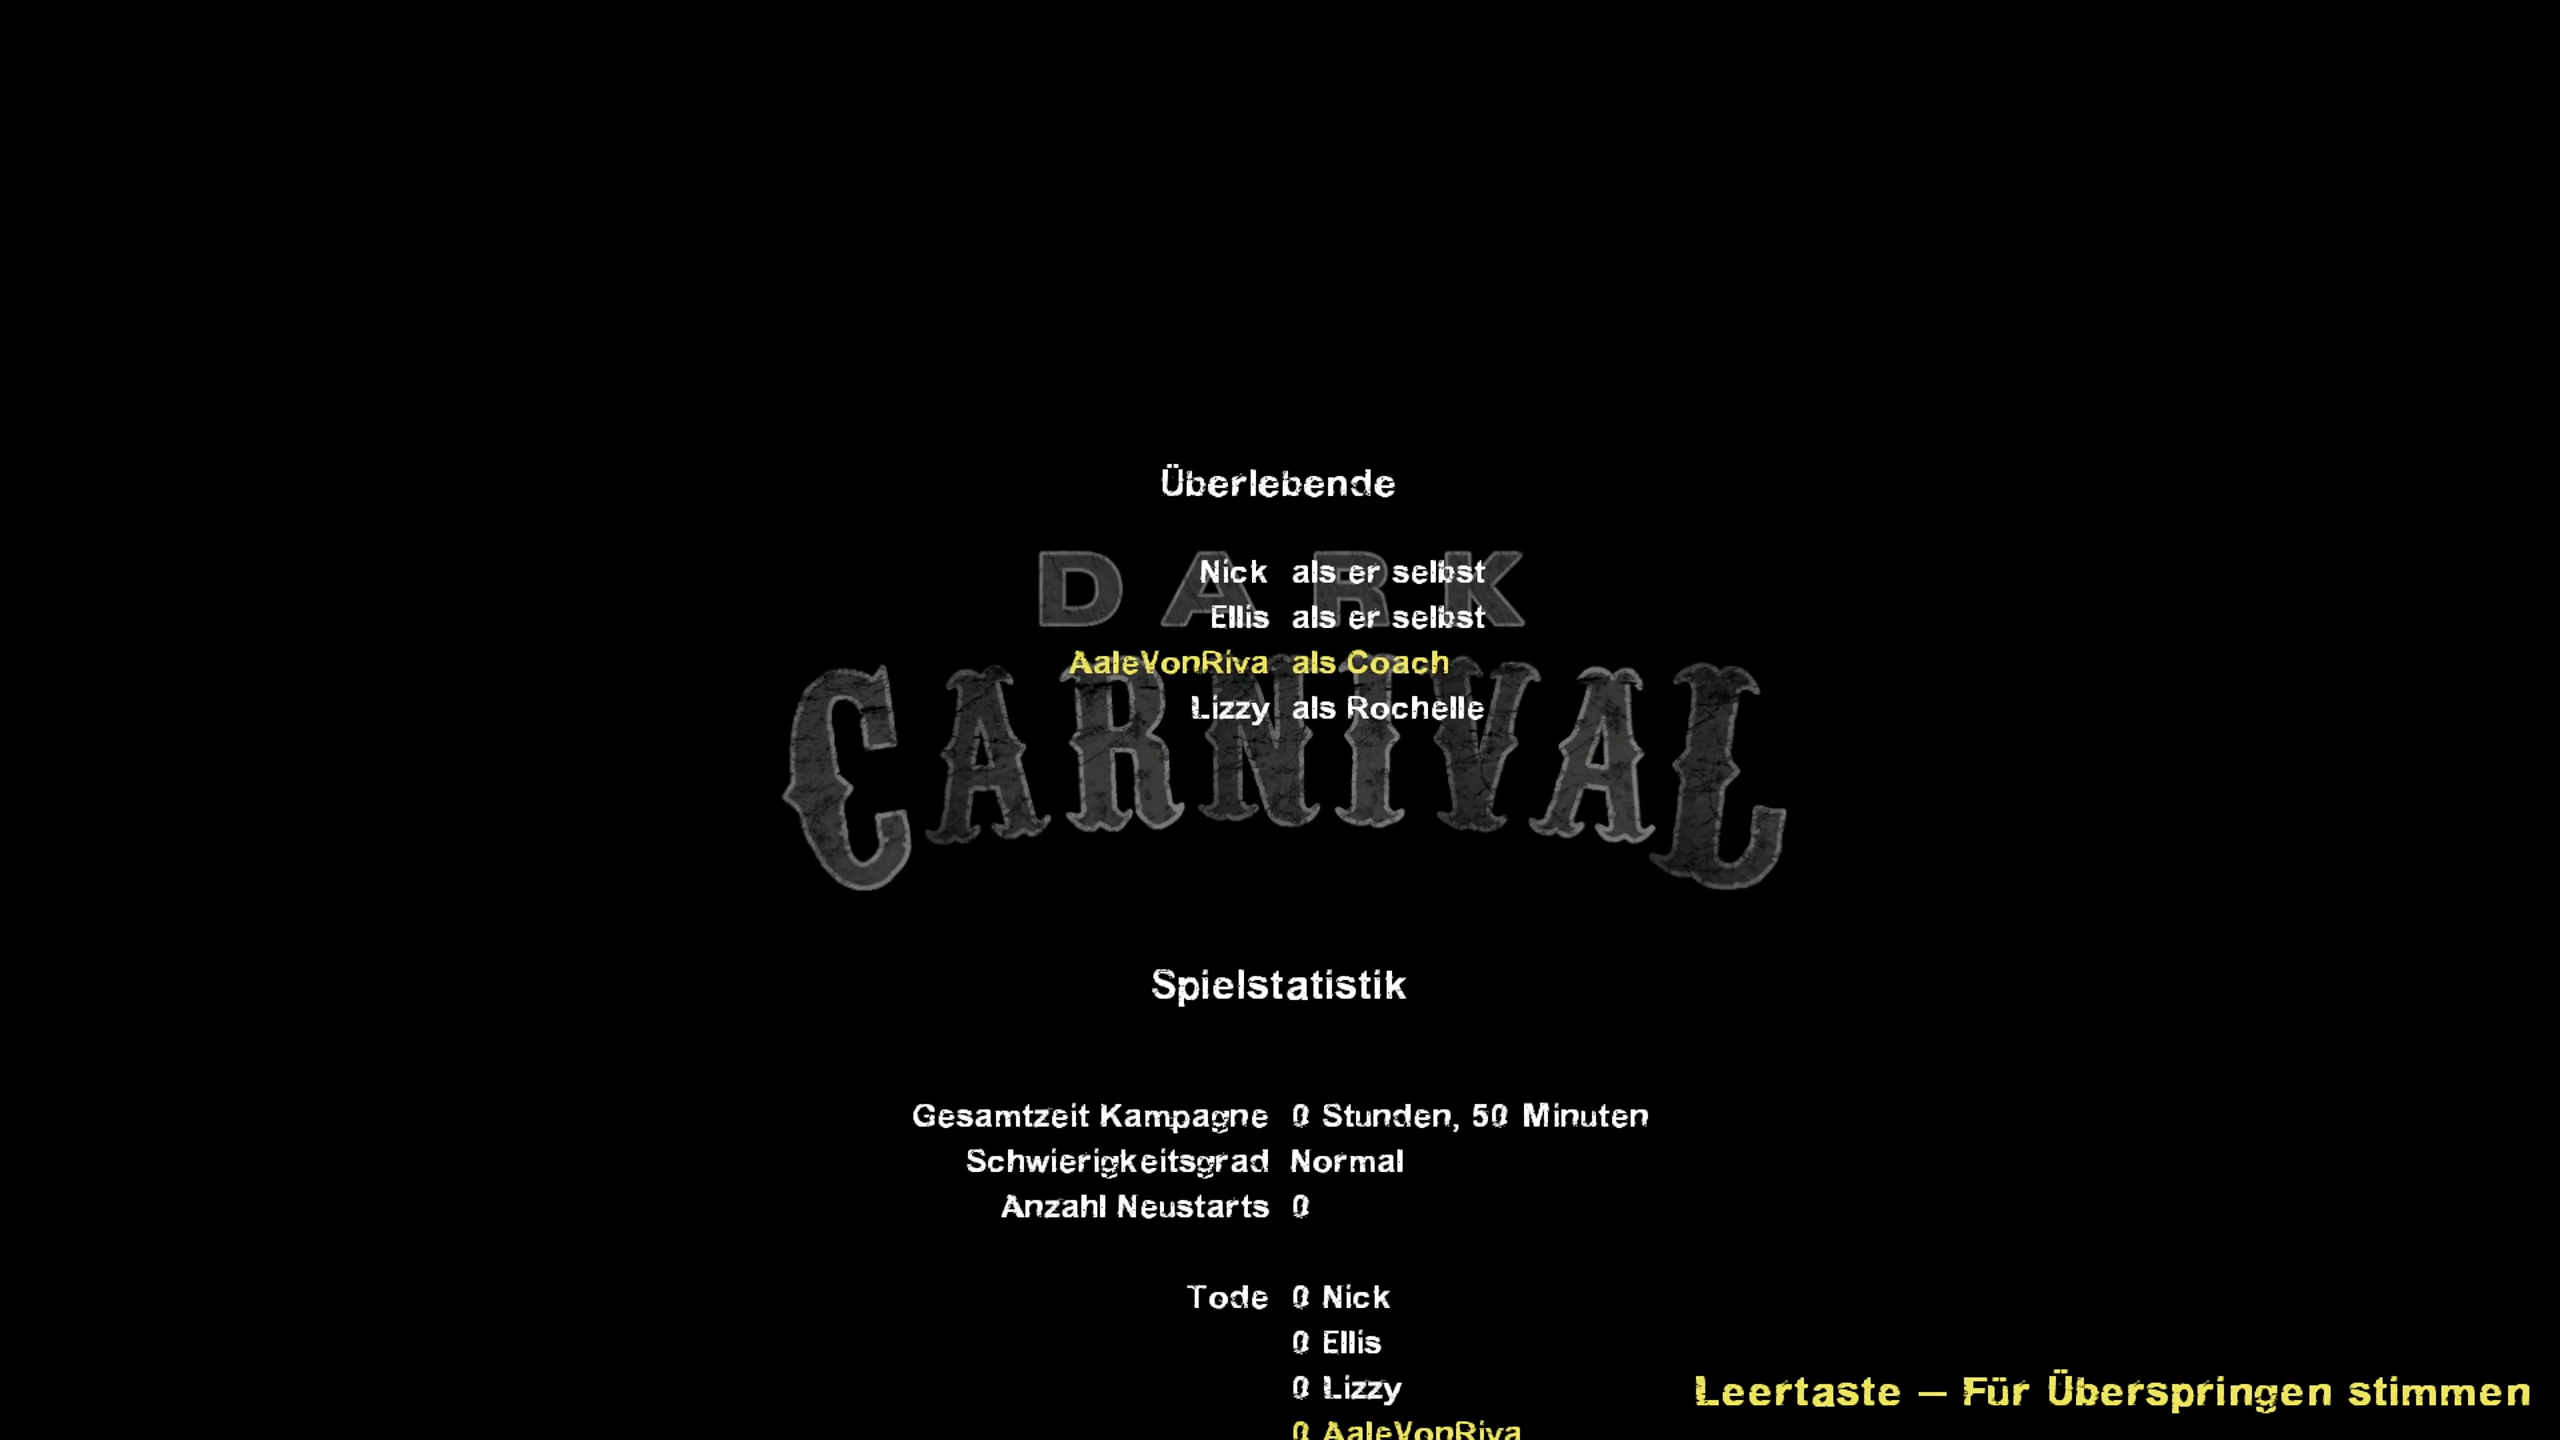 Überlebende
DARK
Nick als er selbst
Ellis als er selbst
AaleVonRiva als Coach
Lizzy als Rochelle
CARNIVAL
Spielstatistik
Gesamtzeit Kampagne 0 Stunden, 50 Minuten
Schwierigkeitsgrad Normal
Anzahl Neustarts 0
Tode 0 Nick
0 Ellis
0 Lizzy
0 AaleVonRiva
Leertaste – Für Überspringen stimmen